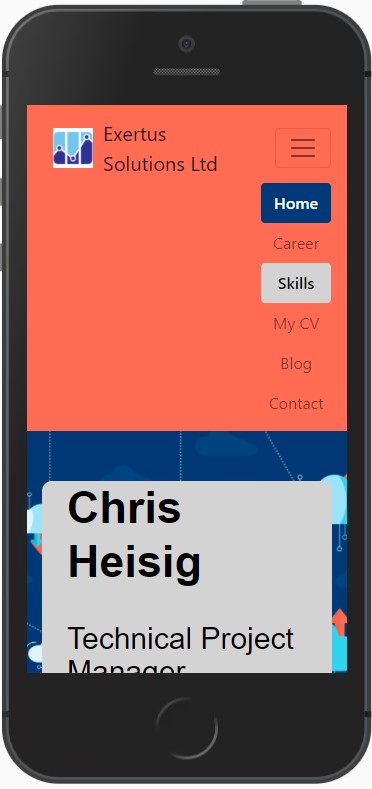 Exertus
Solutions Ltd
Home
Career
Skills
My CV
Blog
Contact
Chris
Heisig
Technical Project
Manager